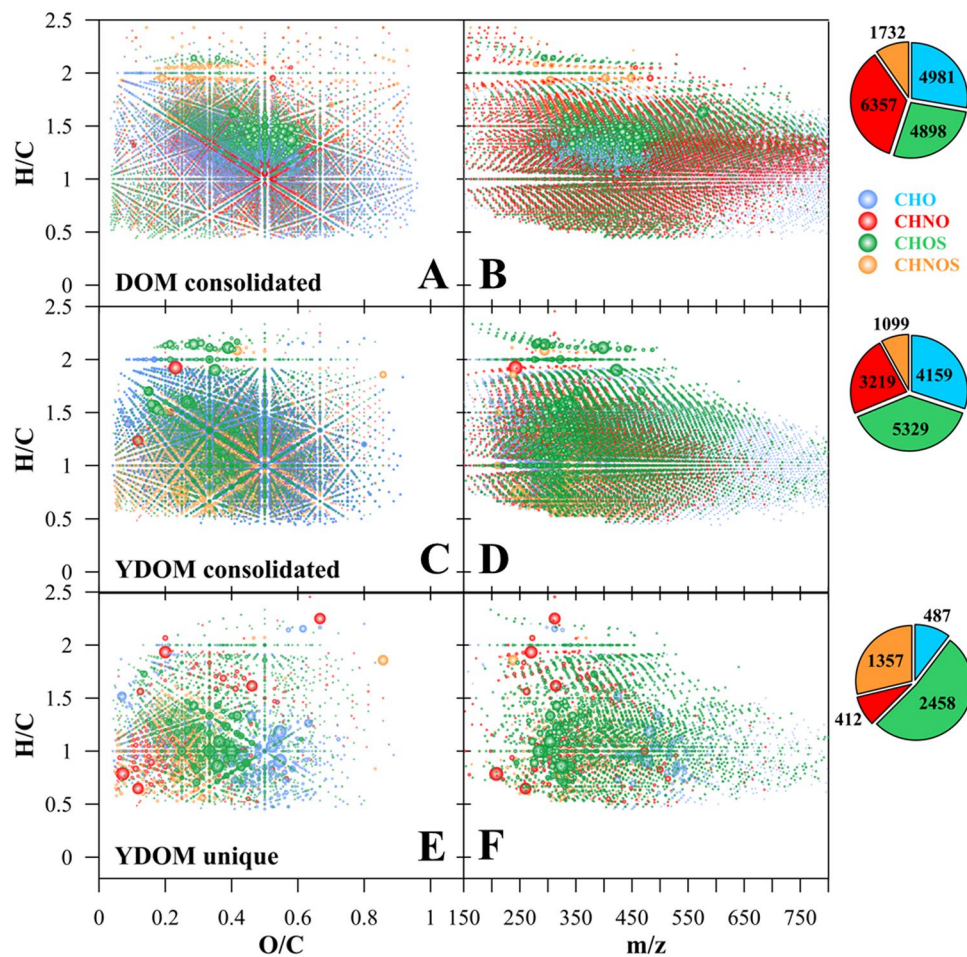 2.5
2
1.5
1
0.5
0
H/C
DOM consolidated
A
B
1732
4981
6357
4898
CHO
CHNO
CHOS
CHNOS
2.5
2
1.5
1
0.5
0
H/C
YDOM consolidated
C
D
1099
3219
4159
5329
2.5
2
1.5
1
0.5
0
H/C
YDOM unique
E
F
487
1357
2458
412
0 0.2 0.4 0.6 0.8 1
O/C
150 250 350 450 550 650 750
m/z